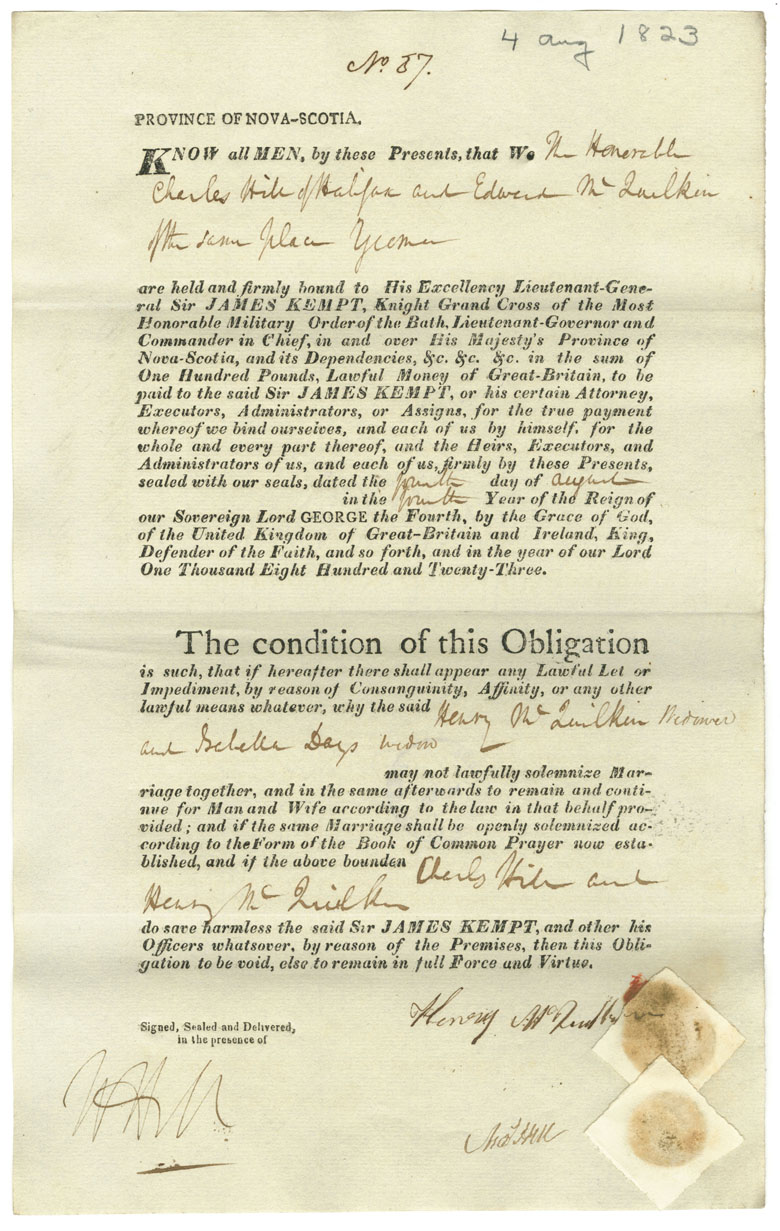 4 aug 1823
No. 57.
PROVINCE OF NOVA-SCOTIA.
KNOW all MEN, by these Presents, that We The Honorable
Charles Hill of Halifax and Edward Mc Quilkin
of the same place Yeoman
are held and firmly bound to His Excellency Lieutenant-Gene-
ral Sir JAMES KEMPT, Knight Grand Cross of the Most
Honorable Military Order of the Bath, Lieutenant-Governor and
Commander in Chief, in and over His Majesty's Province of
Nova-Scotia, and its Dependencies, &c. &c. &c. in the sum of
One Hundred Pounds, Lawful Money of Great-Britain, to be
paid to the said Sir JAMES KEMPT, or his certain Attorney,
Executors, Administrators, or Assigns, for the true payment
whereof we bind ourselves, and each of us by himself, for the
whole and every part thereof, and the Heirs, Executors, and
Administrators of us, and each of us, firmly by these Presents,
sealed with our seals, dated the fourth day of august
in the fourth Year of the Reign of
our Sovereign Lord GEORGE the Fourth, by the Grace of God,
of the United Kingdom of Great-Britain and Ireland, King,
Defender of the Faith, and so forth, and in the year of our Lord
One Thousand Eight Hundred and Twenty-Three.
The condition of this Obligation
is such, that if hereafter there shall appear any Lawful Let or
Impediment, by reason of Consanguinity, Affinity, or any other
lawful means whatever, why the said Henry Mc Quilkin Widower
and Isabella Days widow
may not lawfully solemnize Mar-
riage together, and in the same afterwards to remain and conti-
nue for Man and Wife according to the law in that behalf pro-
vided; and if the same Marriage shall be openly solemnized ac-
cording to the Form of the Book of Common Prayer now esta-
blished, and if the above bounden Charles Hill and
Henry Mc Quilkin
do save harmless the said Sir JAMES KEMPT, and other his
Officers whatsover, by reason of the Premises, then this Obli-
gation to be void, else to remain in full Force and Virtue.
Henry Mc Quilkin
Signed, Sealed and Delivered,
in the presence of
Chas Hill